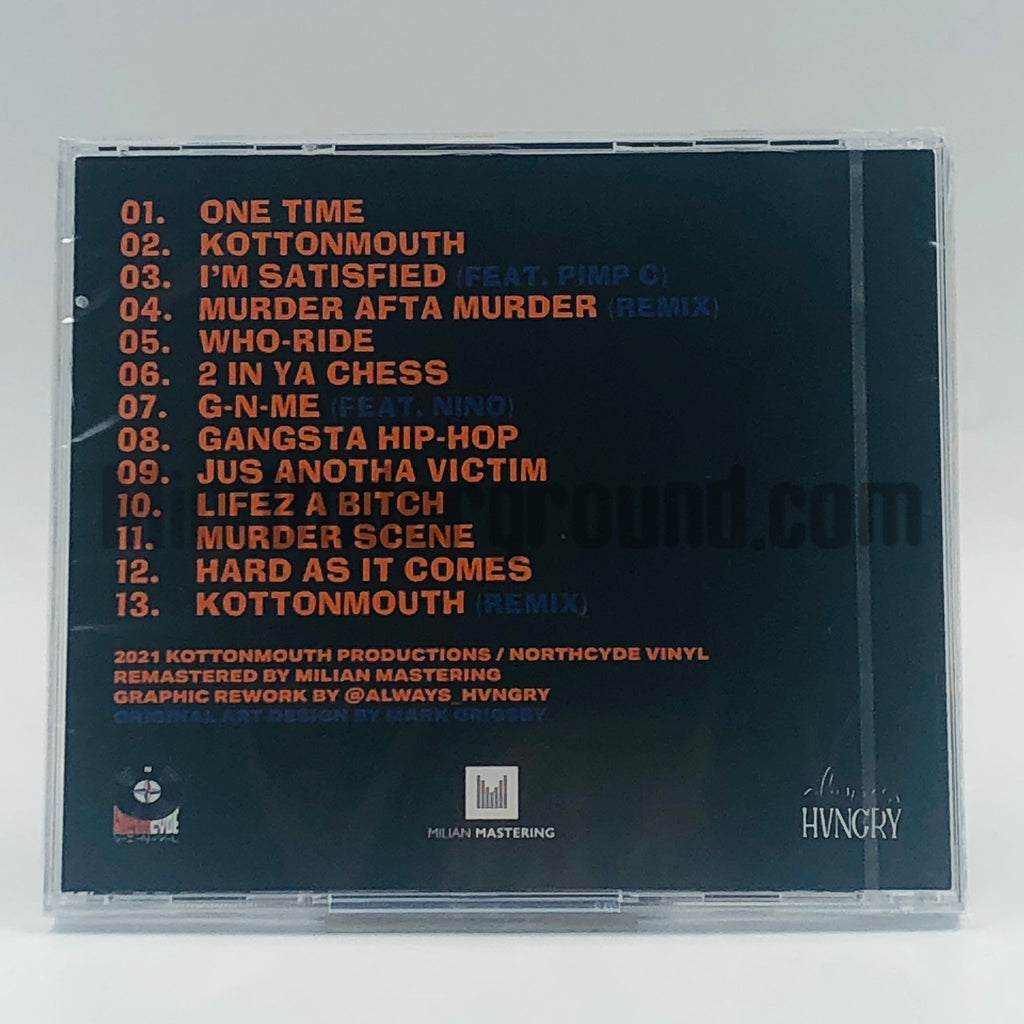 01. ONE TIME
02. KOTTONMOUTH
03. I'M SATISFIED (FEAT. PIMP C)
04. MURDER AFTA MURDER (REMIX)
05. WHO-RIDE
06. 2 IN YA CHESS
07. G-N-ME (FEAT. NINO)
08. GANGSTA HIP-HOP
09. JUS ANOTHA VICTIM
10. LIFEZ A BITCH
11. MURDER SCENE
12. HARD AS IT COMES
13. KOTTONMOUTH (REMIX)
2021 KOTTONMOUTH PRODUCTIONS / NORTHCYDE VINYL
REMASTERED BY MILIAN MASTERING
GRAPHIC REWORK BY @ALWAYS_HVNGRY
ORIGINAL ART DESIGN BY MARK GRIGSBY
NORTHCYDE
VINYL
MILIAN MASTERING
always
HVNGRY